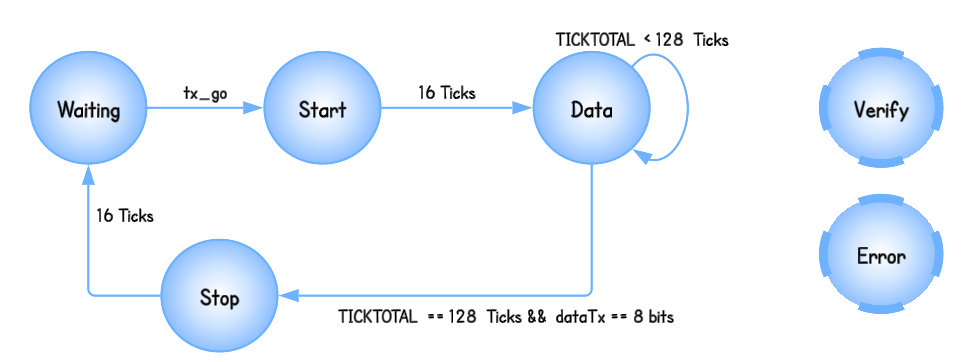 TICKTOTAL < 128 Ticks
Waiting
tx_go
Start
16 Ticks
Data
Verify
16 Ticks
Stop
TICKTOTAL == 128 Ticks && dataTx == 8 bits
Error